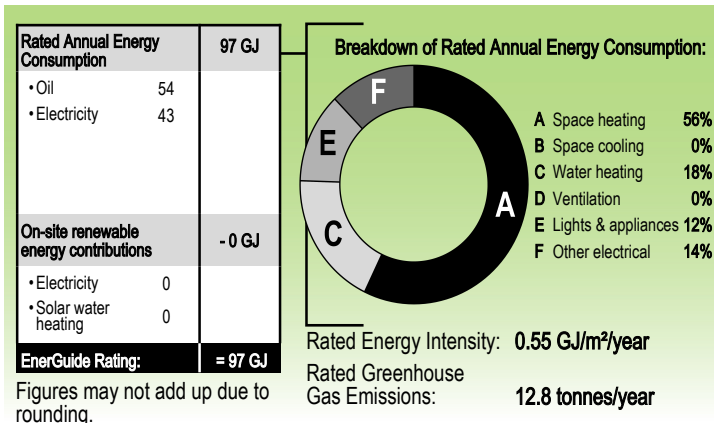 Rated Annual Energy
Consumption
97 GJ
• Oil 54
• Electricity 43
On-site renewable
energy contributions
- 0 GJ
• Electricity 0
• Solar water
heating 0
EnerGuide Rating: = 97 GJ
Figures may not add up due to
rounding.
Breakdown of Rated Annual Energy Consumption:
F
E
A
C
A Space heating 56%
B Space cooling 0%
C Water heating 18%
D Ventilation 0%
E Lights & appliances 12%
F Other electrical 14%
Rated Energy Intensity: 0.55 GJ/m²/year
Rated Greenhouse
Gas Emissions: 12.8 tonnes/year